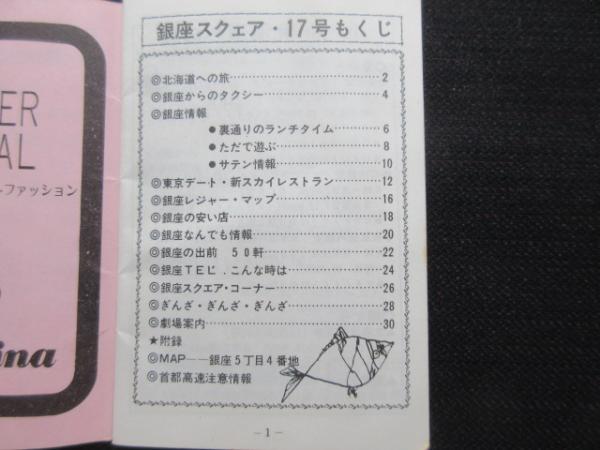 ER
AL
ファッション
ina
銀座スクェア・17号もくじ
◎北海道への旅…………………2
◎銀座からのタクシー……………4
◎銀座情報
●裏通りのランチタイム…………6
●ただで遊ぶ…………8
●サテン情報…………10
◎東京デート・新スカイレストラン………12
◎銀座レジャー・マップ……………16
◎銀座の安い店…………………18
◎銀座なんでも情報………………20
◎銀座の出前 50軒………………22
◎銀座TEL.こんな時は……………24
◎銀座スクエア・コーナー……………26
◎ぎんざ・ぎんざ・ぎんざ……………28
◎劇場案内…………………30
★附録
◎MAP――銀座5丁目4番地
◎首都高速注意情報
－1－